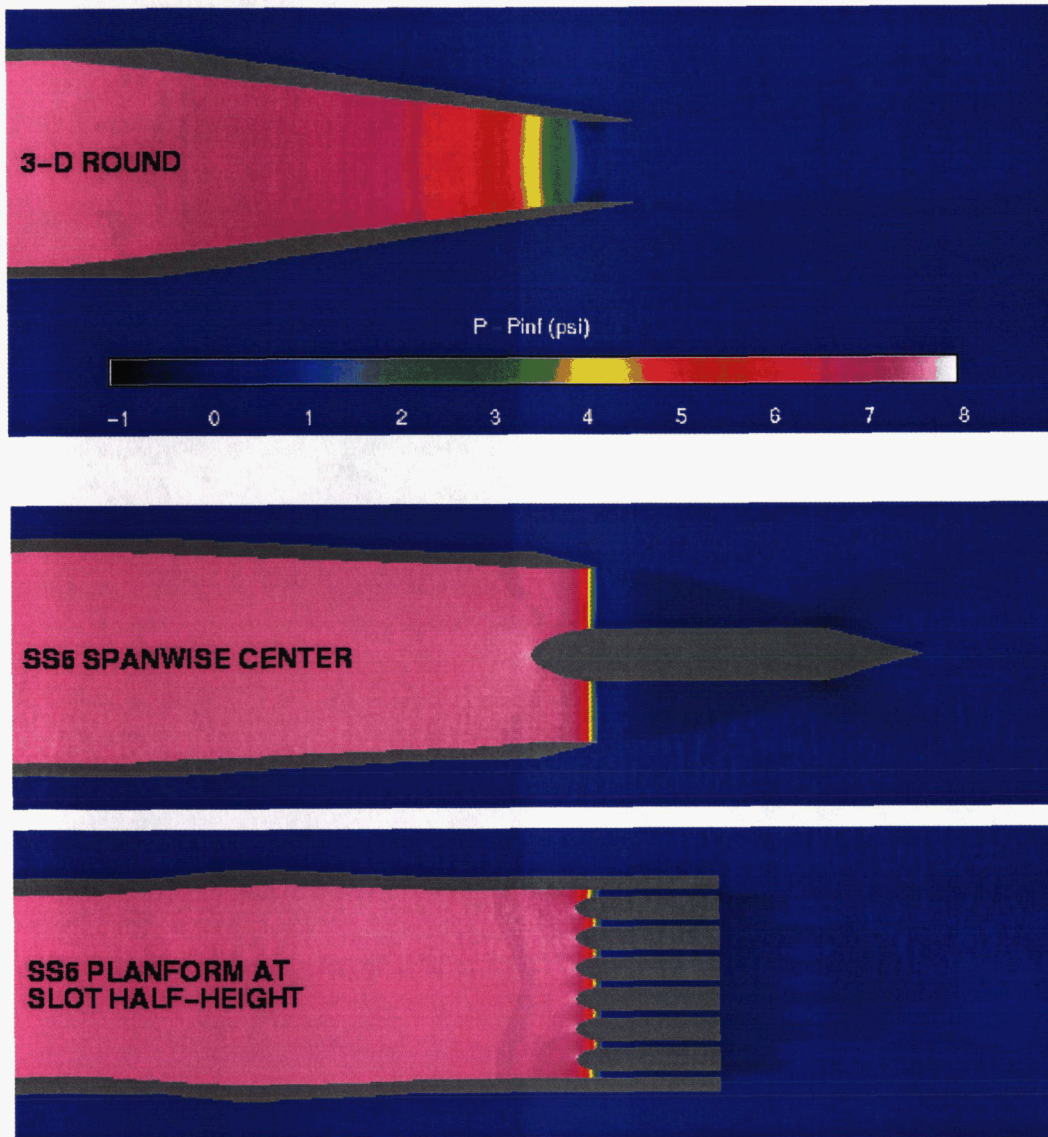 3-D ROUND
P - Pinf (psi)
-1 0 1 2 3 4 5 6 7 8
SS6 SPANWISE CENTER
SS6 PLANFORM AT
SLOT HALF-HEIGHT